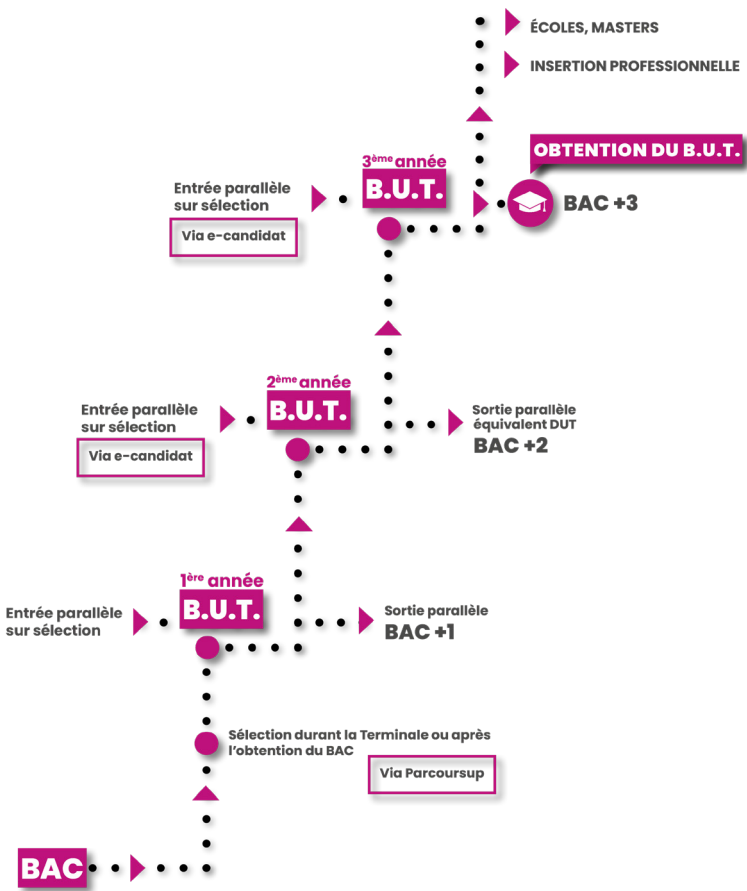 ÉCOLES, MASTERS
INSERTION PROFESSIONNELLE
OBTENTION DU B.U.T.
BAC +3
3ème année
B.U.T.
Entrée parallèle
sur sélection
Via e-candidat
2ème année
B.U.T.
Entrée parallèle
sur sélection
Via e-candidat
Sortie parallèle
équivalent DUT
BAC +2
1ère année
B.U.T.
Entrée parallèle
sur sélection
Sortie parallèle
BAC +1
Sélection durant la Terminale ou après
l'obtention du BAC
Via Parcoursup
BAC